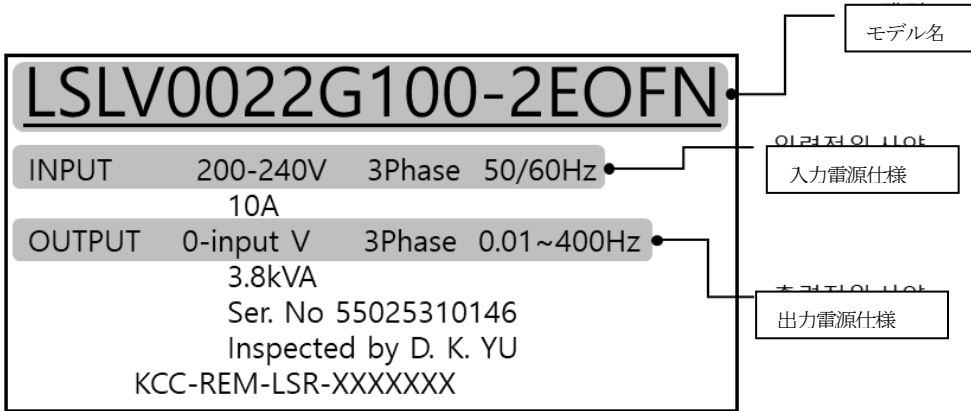 モデル名
LSLV0022G100-2EOFN
INPUT 200-240V 3Phase 50/60Hz
入力電源仕様
10A
OUTPUT 0-input V 3Phase 0.01~400Hz
3.8kVA
出力電源仕様
Ser. No 55025310146
Inspected by D. K. YU
KCC-REM-LSR-XXXXXXX